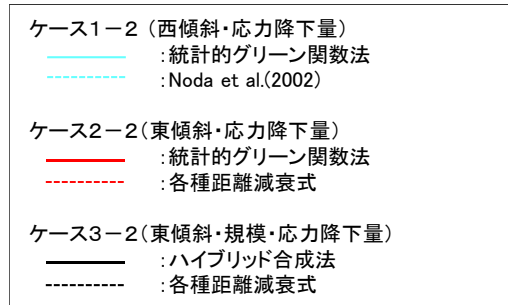 ケース1－2（西傾斜・応力降下量）
：統計的グリーン関数法
：Noda et al.(2002)
ケース2－2（東傾斜・応力降下量）
：統計的グリーン関数法
：各種距離減衰式
ケース3－2（東傾斜・規模・応力降下量）
：ハイブリッド合成法
：各種距離減衰式